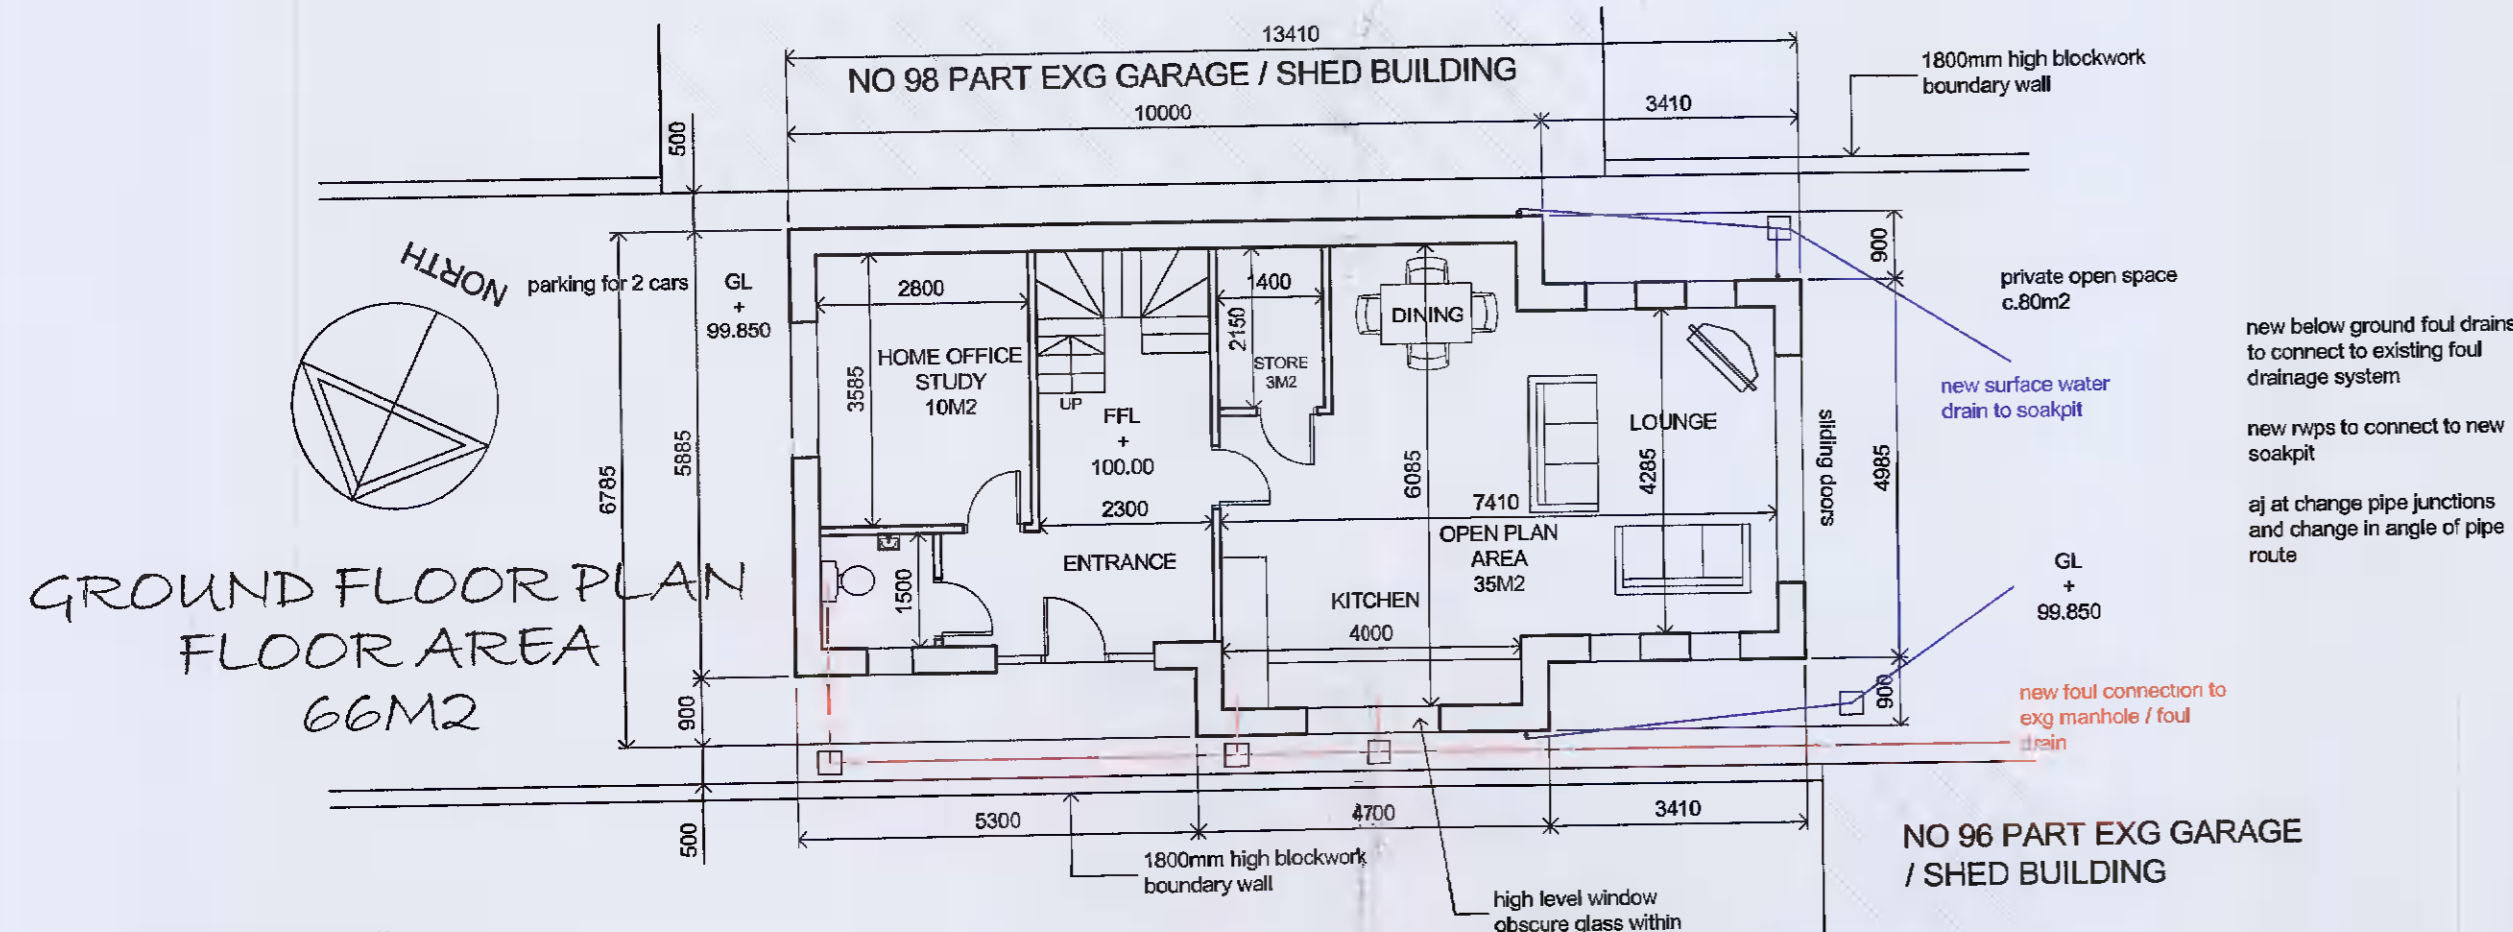 13410
NO 98 PART EXG GARAGE / SHED BUILDING
10000
3410
1800mm high blockwork
boundary wall
500
NORTH
parking for 2 cars
GL
+
99.850
900
private open space
c.80m2
2800
1400
2150
DINING
HOME OFFICE
STUDY
10M2
3585
UP
STORE
3M2
FFL
+
100.00
LOUNGE
sliding doors
new surface water
drain to soakpit
new below ground foul drains
to connect to existing foul
drainage system
new rwps to connect to new
soakpit
aj at change pipe junctions
and change in angle of pipe
route
6785
5885
6085
4285
4985
2300
7410
OPEN PLAN
AREA
35M2
ENTRANCE
1500
KITCHEN
4000
GL
+
99.850
GROUND FLOOR PLAN
FLOOR AREA
66M2
900
900
new foul connection to
exg manhole / foul
drain
500
5300
4700
3410
1800mm high blockwork
boundary wall
high level window
obscure glass within
NO 96 PART EXG GARAGE
/ SHED BUILDING